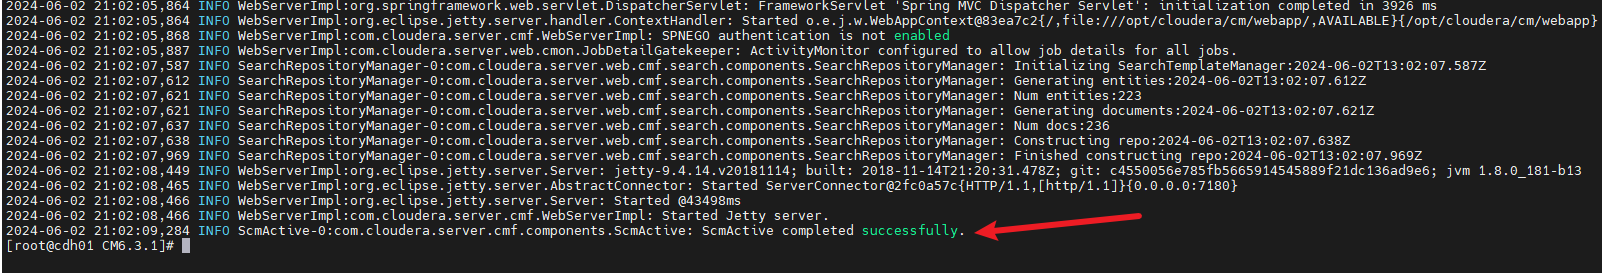 2024-06-02 21:02:05,864 INFO WebServerImpl:org.springframework.web.servlet.DispatcherServlet: FrameworkServlet 'Spring MVC Dispatcher Servlet': initialization completed in 3926 ms
2024-06-02 21:02:05,864 INFO WebServerImpl:org.eclipse.jetty.server.handler.ContextHandler: Started o.e.j.w.WebAppContext@83ea7c2{/,file:///opt/cloudera/cm/webapp/,AVAILABLE}{/opt/cloudera/cm/webapp}
2024-06-02 21:02:05,868 INFO WebServerImpl:com.cloudera.server.cmf.WebServerImpl: SPNEGO authentication is not enabled
2024-06-02 21:02:05,887 INFO WebServerImpl:com.cloudera.server.web.cmon.JobDetailGatekeeper: ActivityMonitor configured to allow job details for all jobs.
2024-06-02 21:02:07,587 INFO SearchRepositoryManager-0:com.cloudera.server.web.cmf.search.components.SearchRepositoryManager: Initializing SearchTemplateManager:2024-06-02T13:02:07.587Z
2024-06-02 21:02:07,612 INFO SearchRepositoryManager-0:com.cloudera.server.web.cmf.search.components.SearchRepositoryManager: Generating entities:2024-06-02T13:02:07.612Z
2024-06-02 21:02:07,621 INFO SearchRepositoryManager-0:com.cloudera.server.web.cmf.search.components.SearchRepositoryManager: Num entities:223
2024-06-02 21:02:07,621 INFO SearchRepositoryManager-0:com.cloudera.server.web.cmf.search.components.SearchRepositoryManager: Generating documents:2024-06-02T13:02:07.621Z
2024-06-02 21:02:07,637 INFO SearchRepositoryManager-0:com.cloudera.server.web.cmf.search.components.SearchRepositoryManager: Num docs:236
2024-06-02 21:02:07,638 INFO SearchRepositoryManager-0:com.cloudera.server.web.cmf.search.components.SearchRepositoryManager: Constructing repo:2024-06-02T13:02:07.638Z
2024-06-02 21:02:07,969 INFO SearchRepositoryManager-0:com.cloudera.server.web.cmf.search.components.SearchRepositoryManager: Finished constructing repo:2024-06-02T13:02:07.969Z
2024-06-02 21:02:08,449 INFO WebServerImpl:org.eclipse.jetty.server.Server: jetty-9.4.14.v20181114; built: 2018-11-14T21:20:31.478Z; git: c4550056e785fb5665914545889f21dc136ad9e6; jvm 1.8.0_181-b13
2024-06-02 21:02:08,465 INFO WebServerImpl:org.eclipse.jetty.server.AbstractConnector: Started ServerConnector@2fc0a57c{HTTP/1.1,[http/1.1]}{0.0.0.0:7180}
2024-06-02 21:02:08,466 INFO WebServerImpl:org.eclipse.jetty.server.Server: Started @43498ms
2024-06-02 21:02:08,466 INFO WebServerImpl:com.cloudera.server.cmf.WebServerImpl: Started Jetty server.
2024-06-02 21:02:09,284 INFO ScmActive-0:com.cloudera.server.cmf.components.ScmActive: ScmActive completed successfully.
[root@cdh01 CM6.3.1]#